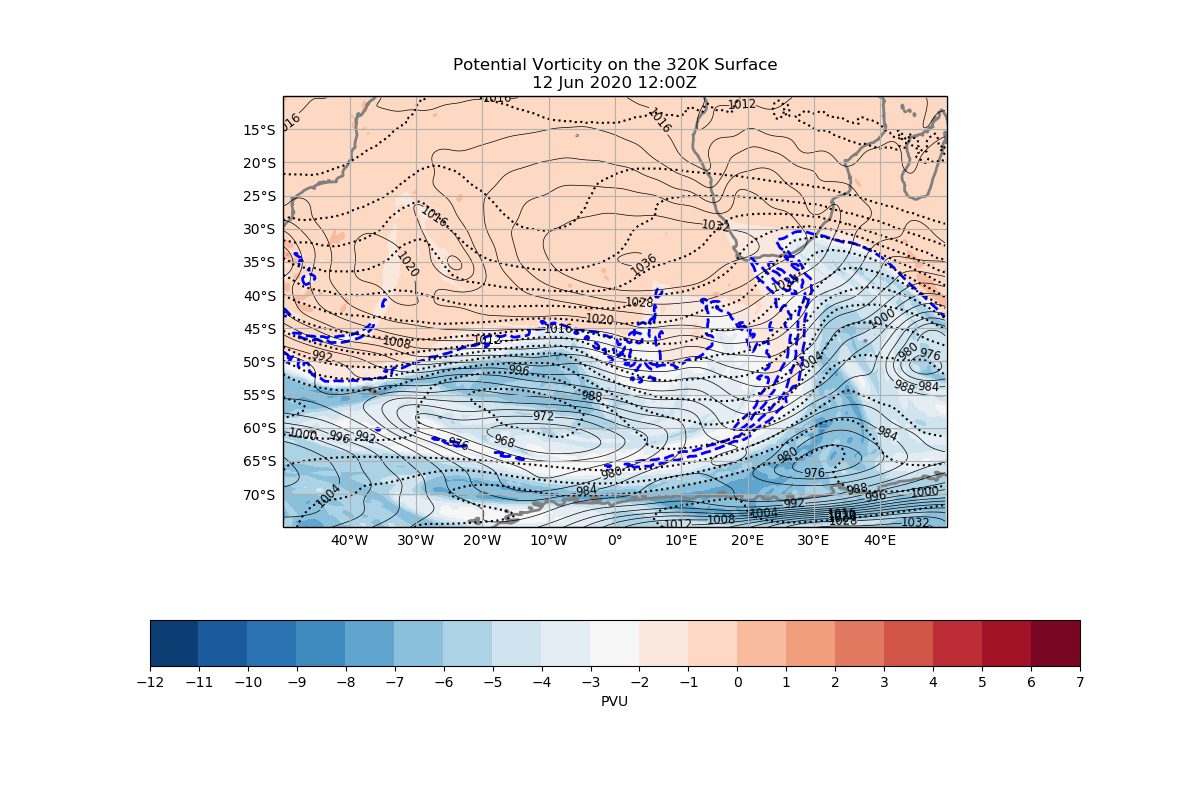 Potential Vorticity on the 320K Surface
12 Jun 2020 12:00Z
1016 1012
1016
15°S
20°S
25°S
1016
30°S
1032
35°S
1020 1036
40°S
1028
1020 1000
45°S
1016
1008 1012
992 980 976
50°S
996 1004
988 988 984
55°S
972
60°S
1000 996 992 976 968 984
65°S
980 980 976
70°S
1004 984 992 988 996 1000
1012 1008 1004 1028 1032
40°W 30°W 20°W 10°W 0° 10°E 20°E 30°E 40°E
−12 −11 −10 −9 −8 −7 −6 −5 −4 −3 −2 −1 0 1 2 3 4 5 6 7
PVU